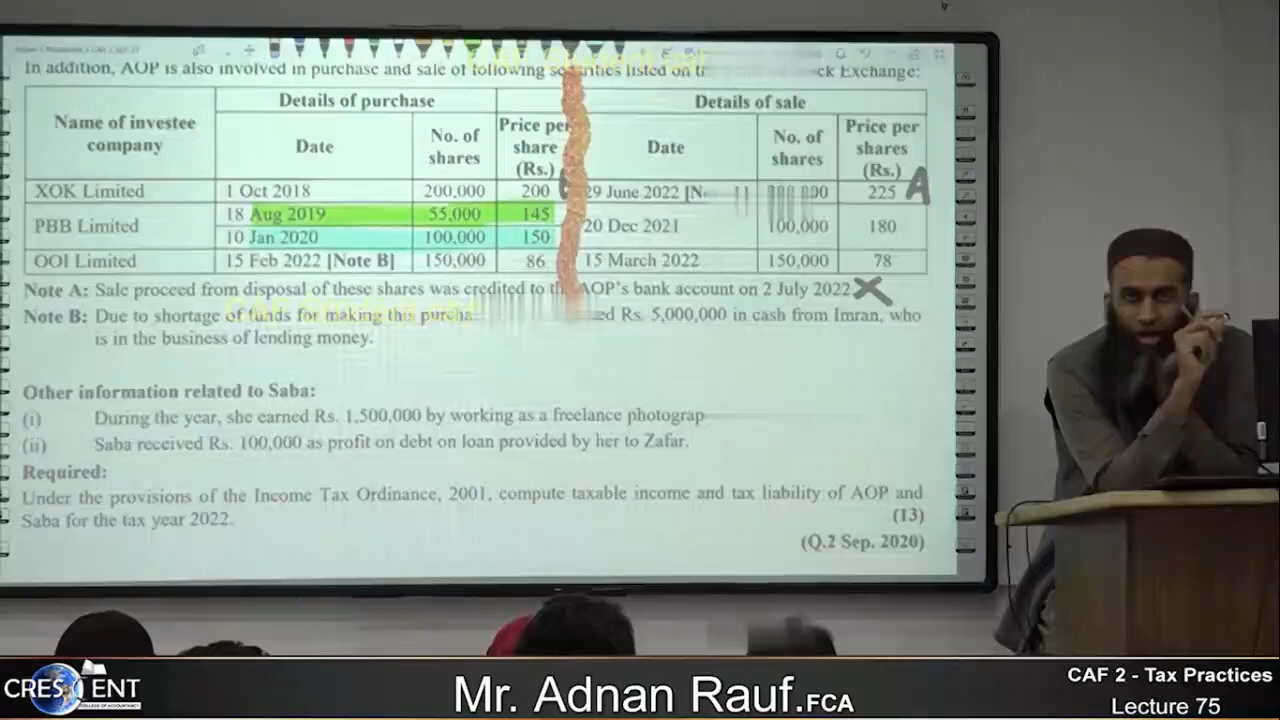 In addition, AOP is also involved in purchase and sale of following securities listed on ck Exchange:
Name of investee company
Details of purchase
Details of sale
Date
No. of shares
Price per share (Rs.)
Date
No. of shares
Price per shares (Rs.)
XOK Limited 1 Oct 2018 200,000 200 29 June 2022 225 A
PBB Limited 18 Aug 2019 55,000 145 20 Dec 2021 100,000 180
10 Jan 2020 100,000 150
OOI Limited 15 Feb 2022 [Note B] 150,000 86 15 March 2022 150,000 78
Note A: Sale proceed from disposal of these shares was credited to AOP's bank account on 2 July 2022
Note B: Due to shortage of funds for making this purcha ed Rs. 5,000,000 in cash from Imran, who
is in the business of lending money.
Other information related to Saba:
(i) During the year, she earned Rs. 1,500,000 by working as a freelance photograp
(ii) Saba received Rs. 100,000 as profit on debt on loan provided by her to Zafar.
Required:
Under the provisions of the Income Tax Ordinance, 2001, compute taxable income and tax liability of AOP and
Saba for the tax year 2022. (13)
(Q.2 Sep. 2020)
CRESCENT
COLLEGE OF ACCOUNTANCY
Mr. Adnan Rauf.FCA
CAF 2 - Tax Practices
Lecture 75